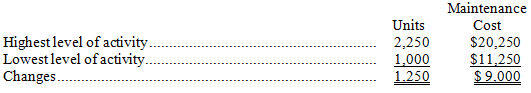 Maintenance
Units Cost
Highest level of activity........................................................ 2,250 $20,250
Lowest level of activity......................................................... 1,000 $11,250
Changes............................................................................. 1,250 $ 9,000